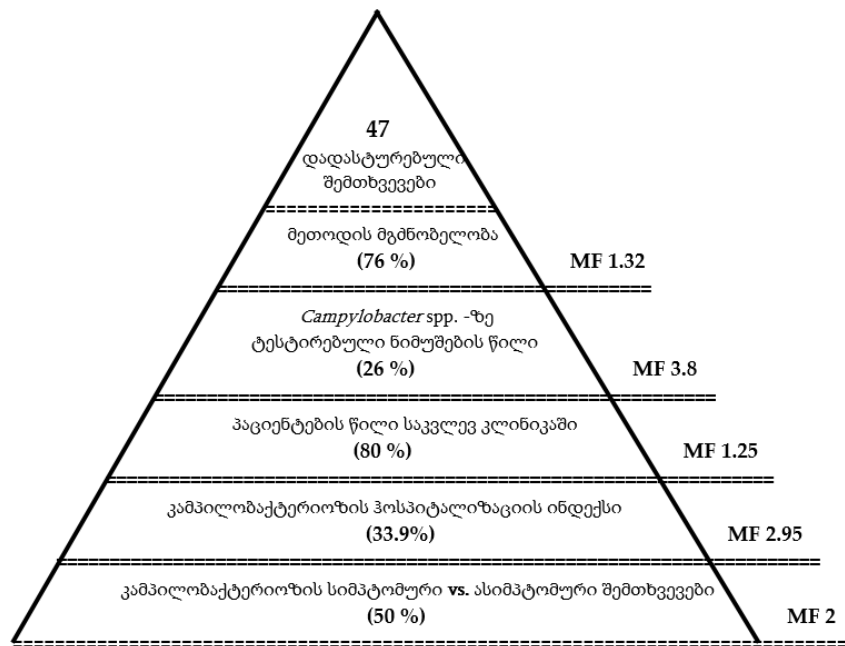 47
დადასტურებული
შემთხვევები
მეთოდის მგძნობელობა
(76 %) MF 1.32
Campylobacter spp. -ზე
ტესტირებული ნიმუშების წილი
(26 %) MF 3.8
პაციენტების წილი საკვლევ კლინიკაში
(80 %) MF 1.25
კამპილობაქტერიოზის ჰოსპიტალიზაციის ინდექსი
(33.9%) MF 2.95
კამპილობაქტერიოზის სიმპტომური vs. ასიმპტომური შემთხვევები
(50 %) MF 2